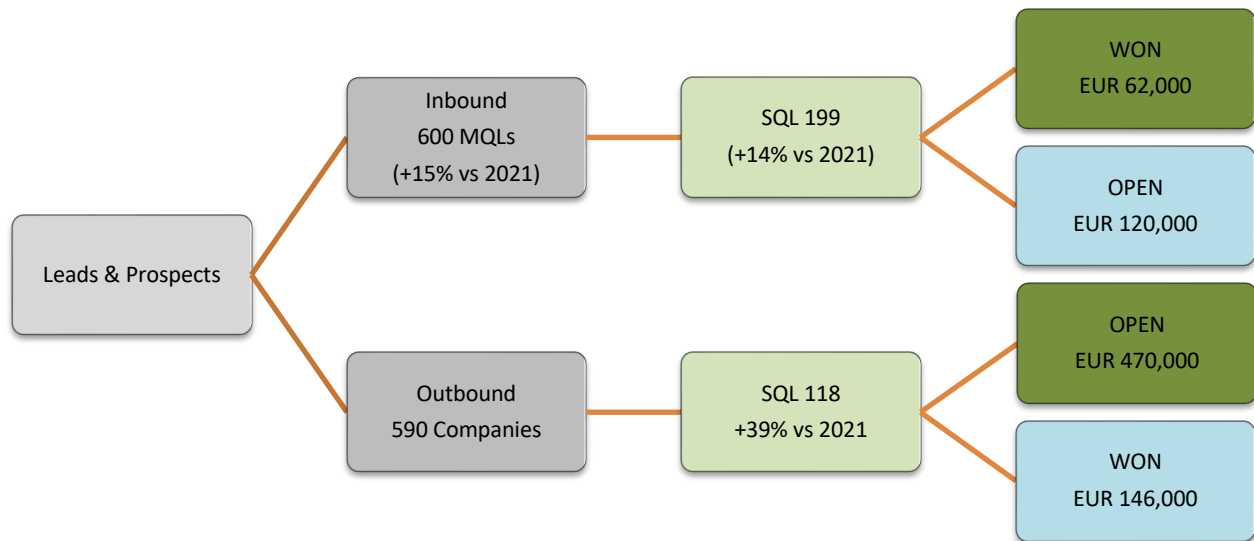 Leads & Prospects
Inbound
600 MQLs
(+15% vs 2021)
SQL 199
(+14% vs 2021)
WON
EUR 62,000
OPEN
EUR 120,000
Outbound
590 Companies
SQL 118
+39% vs 2021
OPEN
EUR 470,000
WON
EUR 146,000